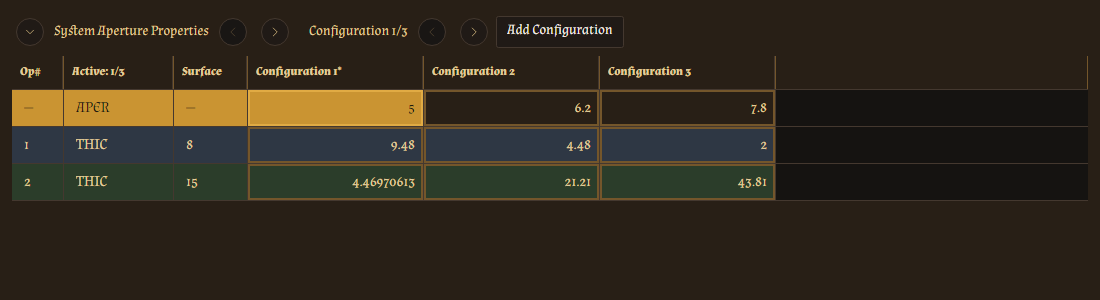 System Aperture Properties Configuration 1/3 Add Configuration
Op# Active: 1/3 Surface Configuration 1* Configuration 2 Configuration 3
— APER — 5 6.2 7.8
1 THIC 8 9.48 4.48 2
2 THIC 15 4.46970613 21.21 43.81